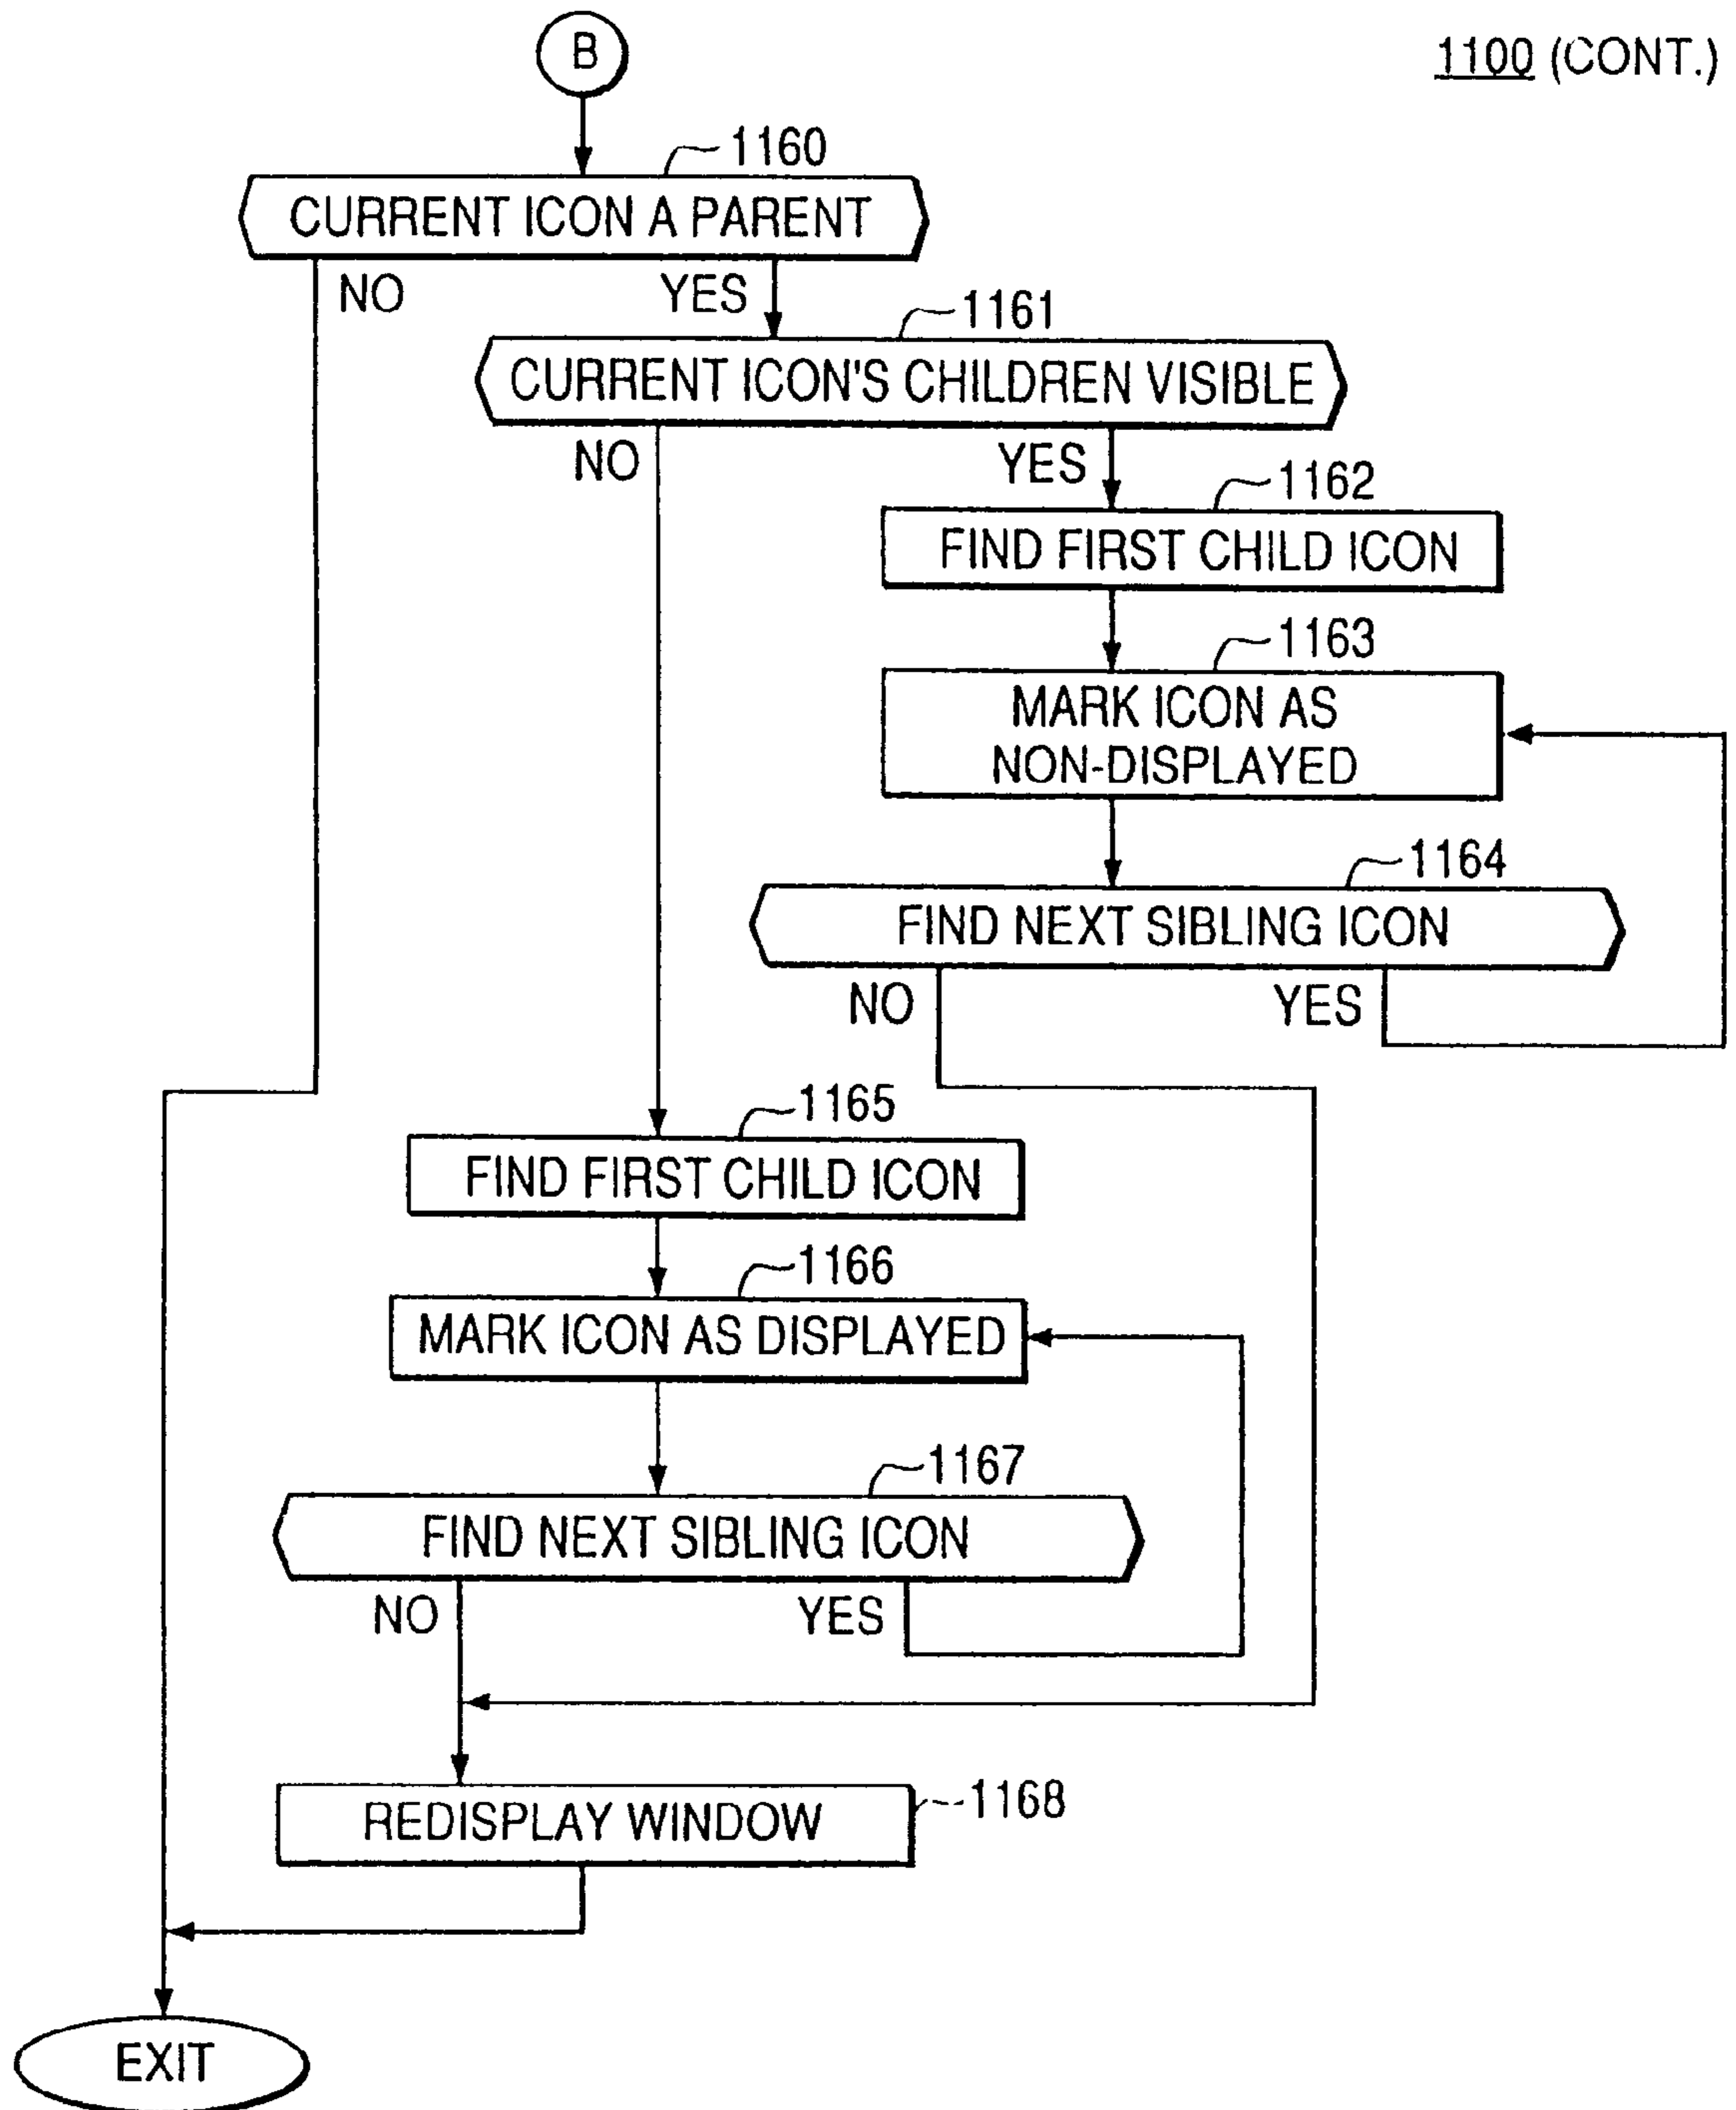 B
1100 (CONT.)
1160
CURRENT ICON A PARENT
NO
YES
1161
CURRENT ICON'S CHILDREN VISIBLE
NO
YES
1162
FIND FIRST CHILD ICON
1163
MARK ICON AS
NON-DISPLAYED
1164
FIND NEXT SIBLING ICON
NO
YES
1165
FIND FIRST CHILD ICON
1166
MARK ICON AS DISPLAYED
1167
FIND NEXT SIBLING ICON
NO
YES
REDISPLAY WINDOW
1168
EXIT